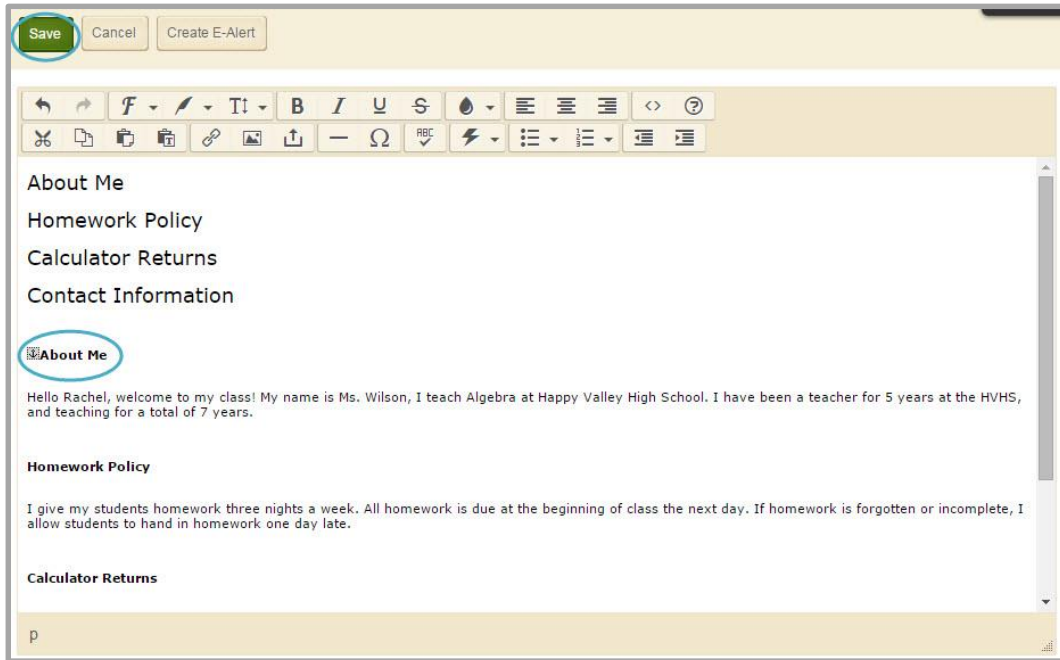 Save Cancel Create E-Alert
F T B I U S <> ?
T Ω ABC 1 2 3
About Me
Homework Policy
Calculator Returns
Contact Information
About Me
Hello Rachel, welcome to my class! My name is Ms. Wilson, I teach Algebra at Happy Valley High School. I have been a teacher for 5 years at the HVHS,
and teaching for a total of 7 years.
Homework Policy
I give my students homework three nights a week. All homework is due at the beginning of class the next day. If homework is forgotten or incomplete, I
allow students to hand in homework one day late.
Calculator Returns
p